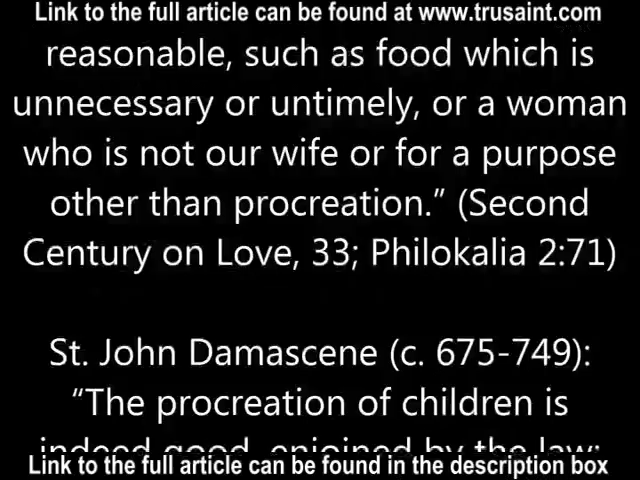 Link to the full article can be found at www.trusaint.com
reasonable, such as food which is
unnecessary or untimely, or a woman
who is not our wife or for a purpose
other than procreation.” (Second
Century on Love, 33; Philokalia 2:71)
St. John Damascene (c. 675-749):
“The procreation of children is
indeed good, enjoined by the law;
Link to the full article can be found in the description box